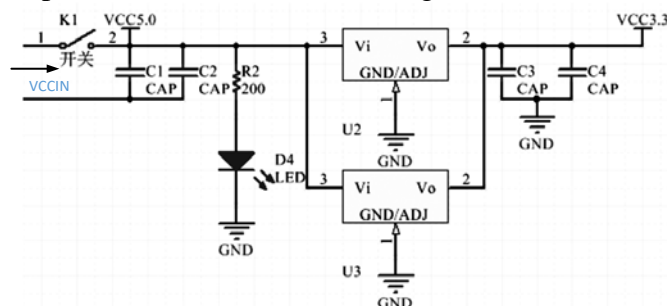 K1
VCC5.0
VCC3.3
1
2
开关
VCCIN
C1
CAP
C2
CAP
R2
200
3
Vi
Vo
2
GND/ADJ
1
U2
GND
C3
CAP
C4
CAP
GND
D4
LED
GND
3
Vi
Vo
2
GND/ADJ
1
U3
GND